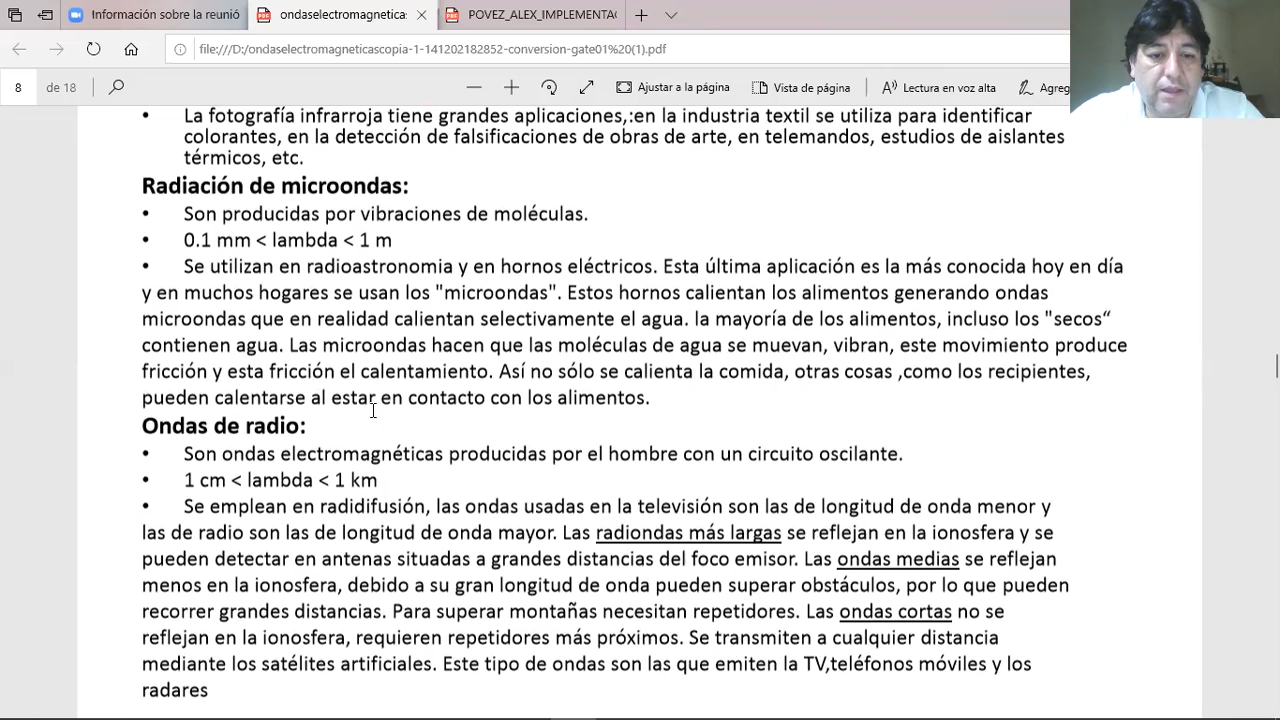 Información sobre la reunió
ondaselectromagneticas
POVEZ_ALEX_IMPLEMENTAC
file:///D:/ondaselectromagneticascopia-1-141202182852-conversion-gate01%20(1).pdf
8 de 18 Ajustar a la página Vista de página Lectura en voz alta Agreg
• La fotografía infrarroja tiene grandes aplicaciones,:en la industria textil se utiliza para identificar
colorantes, en la detección de falsificaciones de obras de arte, en telemandos, estudios de aislantes
térmicos, etc.
Radiación de microondas:
• Son producidas por vibraciones de moléculas.
• 0.1 mm < lambda < 1 m
• Se utilizan en radioastronomia y en hornos eléctricos. Esta última aplicación es la más conocida hoy en día
y en muchos hogares se usan los "microondas". Estos hornos calientan los alimentos generando ondas
microondas que en realidad calientan selectivamente el agua. la mayoría de los alimentos, incluso los "secos“
contienen agua. Las microondas hacen que las moléculas de agua se muevan, vibran, este movimiento produce
fricción y esta fricción el calentamiento. Así no sólo se calienta la comida, otras cosas ,como los recipientes,
pueden calentarse al estar en contacto con los alimentos.
Ondas de radio:
• Son ondas electromagnéticas producidas por el hombre con un circuito oscilante.
• 1 cm < lambda < 1 km
• Se emplean en radidifusión, las ondas usadas en la televisión son las de longitud de onda menor y
las de radio son las de longitud de onda mayor. Las radiondas más largas se reflejan en la ionosfera y se
pueden detectar en antenas situadas a grandes distancias del foco emisor. Las ondas medias se reflejan
menos en la ionosfera, debido a su gran longitud de onda pueden superar obstáculos, por lo que pueden
recorrer grandes distancias. Para superar montañas necesitan repetidores. Las ondas cortas no se
reflejan en la ionosfera, requieren repetidores más próximos. Se transmiten a cualquier distancia
mediante los satélites artificiales. Este tipo de ondas son las que emiten la TV,teléfonos móviles y los
radares